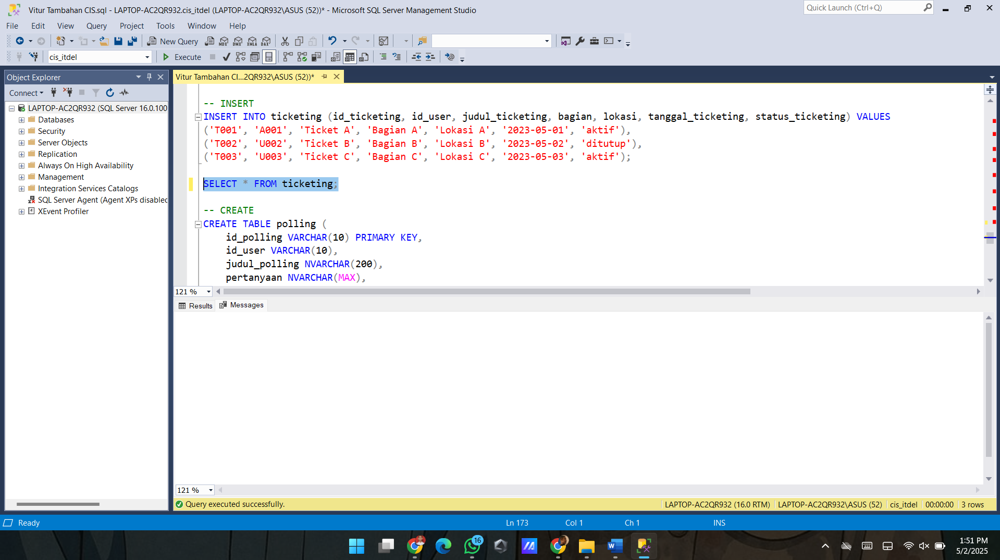 Vitur Tambahan CIS.sql - LAPTOP-AC2QR932.cis_itdel (LAPTOP-AC2QR932\ASUS (52))* - Microsoft SQL Server Management Studio
Quick Launch (Ctrl+Q)
File Edit View Query Project Tools Window Help
New Query
MDX DMX XMLA DAX
cis_itdel
Execute
Object Explorer
Vitur Tambahan CI...2QR932\ASUS (52))*
Connect
LAPTOP-AC2QR932 (SQL Server 16.0.100
Databases
Security
Server Objects
Replication
Always On High Availability
Management
Integration Services Catalogs
SQL Server Agent (Agent XPs disabled
XEvent Profiler
-- INSERT
INSERT INTO ticketing (id_ticketing, id_user, judul_ticketing, bagian, lokasi, tanggal_ticketing, status_ticketing) VALUES
('T001', 'A001', 'Ticket A', 'Bagian A', 'Lokasi A', '2023-05-01', 'aktif'),
('T002', 'U002', 'Ticket B', 'Bagian B', 'Lokasi B', '2023-05-02', 'ditutup'),
('T003', 'U003', 'Ticket C', 'Bagian C', 'Lokasi C', '2023-05-03', 'aktif');
SELECT * FROM ticketing;
-- CREATE
CREATE TABLE polling (
id_polling VARCHAR(10) PRIMARY KEY,
id_user VARCHAR(10),
judul_polling NVARCHAR(200),
pertanyaan NVARCHAR(MAX),
121 %
Results Messages
121 %
Query executed successfully.
LAPTOP-AC2QR932 (16.0 RTM) LAPTOP-AC2QR932\ASUS (52) cis_itdel 00:00:00 3 rows
Ready
Ln 173 Col 1 Ch 1 INS
16
1:51 PM
5/2/2025